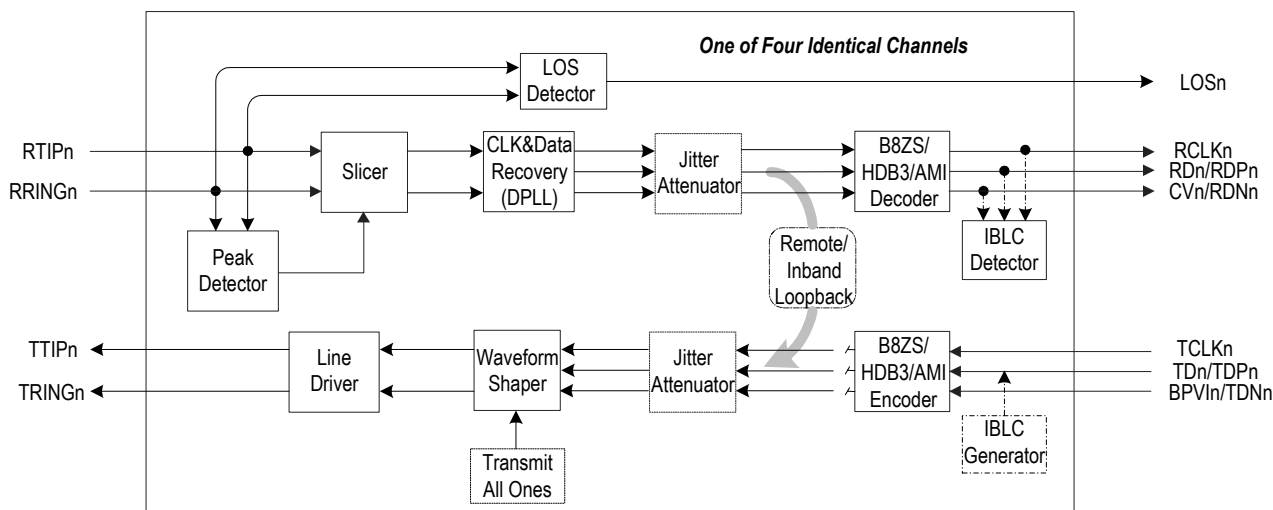 One of Four Identical Channels
LOS
Detector
LOSn
RTIPn
RRINGn
Slicer
CLK&Data
Recovery
(DPLL)
Jitter
Attenuator
B8ZS/
HDB3/AMI
Decoder
RCLKn
RDn/RDPn
CVn/RDNn
Peak
Detector
Remote/
Inband
Loopback
IBLC
Detector
TTIPn
TRINGn
Line
Driver
Waveform
Shaper
Jitter
Attenuator
B8ZS/
HDB3/AMI
Encoder
TCLKn
TDn/TDPn
BPVIn/TDNn
Transmit
All Ones
IBLC
Generator